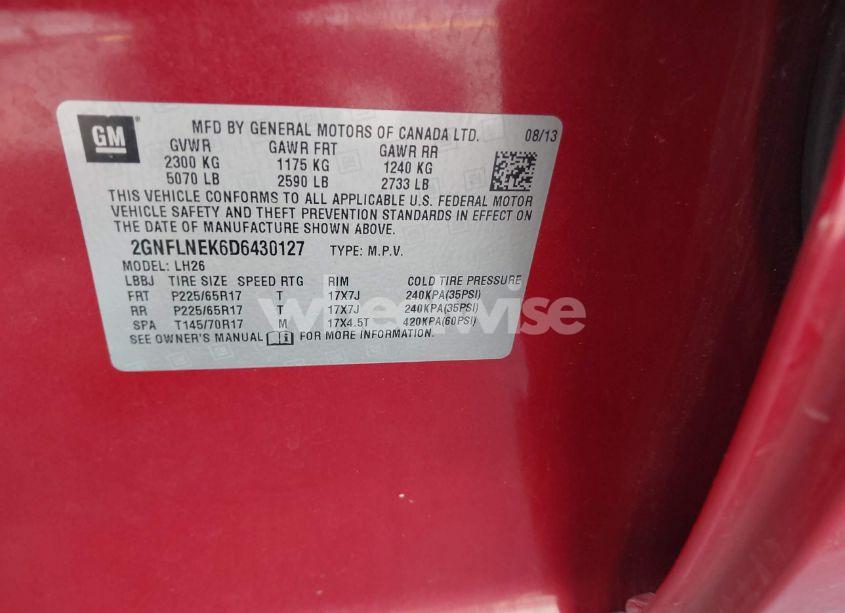 GM
MFD BY GENERAL MOTORS OF CANADA LTD. 08/13
GVWR GAWR FRT GAWR RR
2300 KG 1175 KG 1240 KG
5070 LB 2590 LB 2733 LB
THIS VEHICLE CONFORMS TO ALL APPLICABLE U.S. FEDERAL MOTOR
VEHICLE SAFETY AND THEFT PREVENTION STANDARDS IN EFFECT ON
THE DATE OF MANUFACTURE SHOWN ABOVE.
2GNFLNEK6D6430127 TYPE: M.P.V.
MODEL: LH26
LBBJ TIRE SIZE SPEED RTG RIM COLD TIRE PRESSURE
FRT P225/65R17 T 17X7J 240KPA(35PSI)
RR P225/65R17 T 17X7J 240KPA(35PSI)
SPA T145/70R17 M 17X4.5T 420KPA(60PSI)
SEE OWNER'S MANUAL FOR MORE INFORMATION.